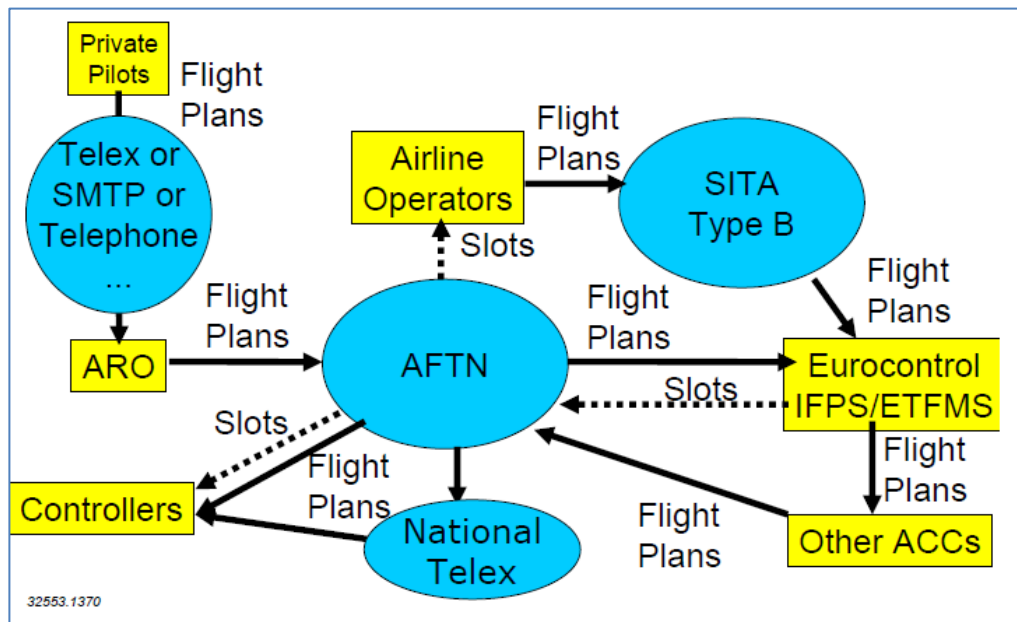 Private
Pilots
Flight
Plans
Telex or
SMTP or
Telephone
...
Airline
Operators
Flight
Plans
SITA
Type B
Slots
Flight
Plans
ARO
Flight
Plans
AFTN
Flight
Plans
Slots
Eurocontrol
IFPS/ETFMS
Slots
Flight
Plans
Controllers
National
Telex
Flight
Plans
Flight
Plans
Other ACCs
32553.1370